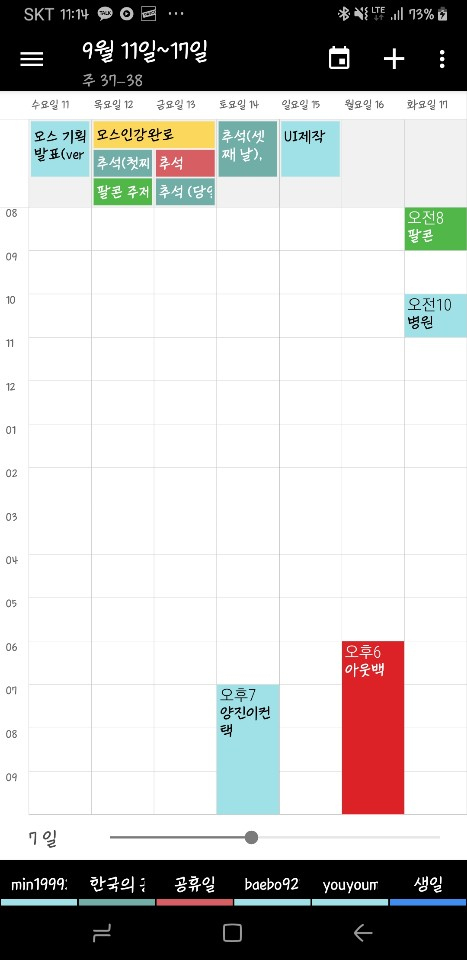 SKT 11:14 TALK LTE 73%
9월 11일~17일
주 37–38
수요일 11 목요일 12 금요일 13 토요일 14 일요일 15 월요일 16 화요일 17
모스 기획
발표(ver
모스인강완료
추석(첫찌
팔콘 주저
추석
추석 (당일
추석(셋
째 날),
UI제작
08
오전8
팔콘
09
10
오전10
병원
11
12
01
02
03
04
05
06
오후6
아웃백
07
오후7
양진이컨
택
08
09
7 일
min1999 한국의 공휴일 baebo92 youyoum 생일